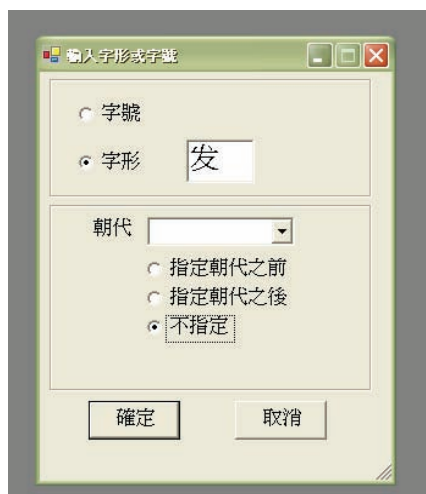 輸入字形或字號
字號
字形 发
朝代
指定朝代之前
指定朝代之後
不指定
確定 取消